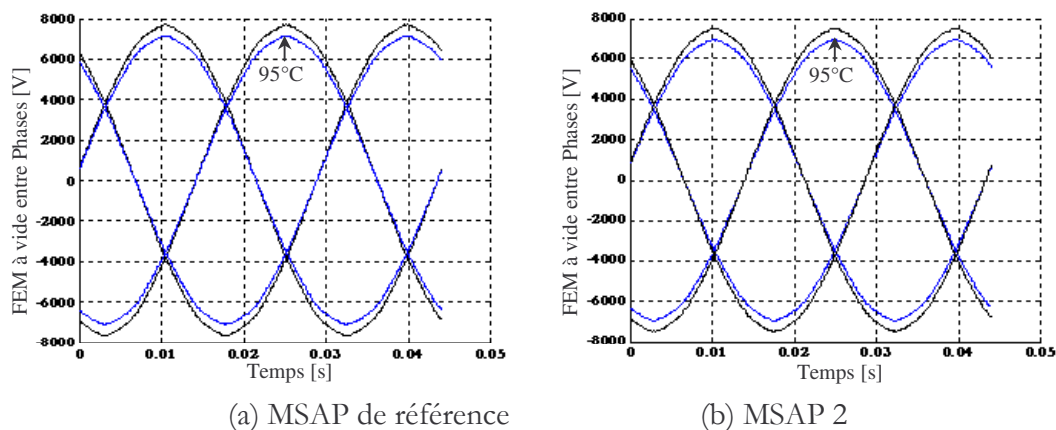 FEM à vide entre Phases [V]
8000
6000
4000
2000
0
-2000
-4000
-6000
-8000
95°C
0 0.01 0.02 0.03 0.04 0.05
Temps [s]
(a) MSAP de référence
FEM à vide entre Phases [V]
8000
6000
4000
2000
0
-2000
-4000
-6000
-8000
95°C
0 0.01 0.02 0.03 0.04 0.05
Temps [s]
(b) MSAP 2